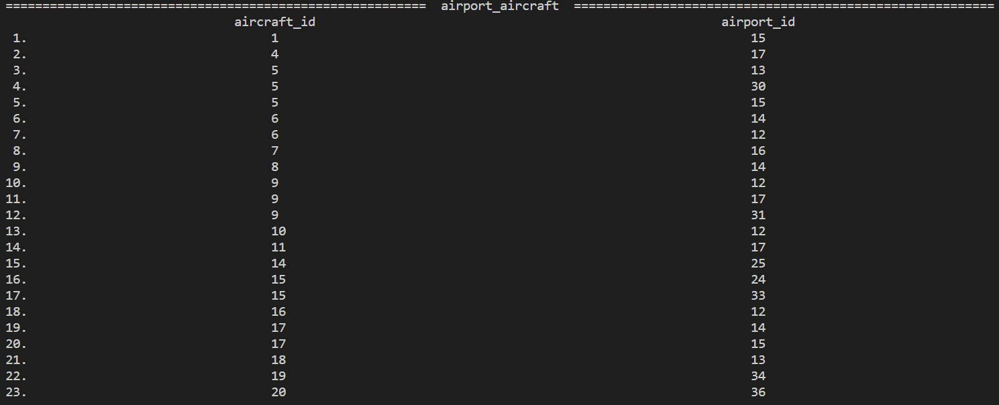 ========================================================= airport_aircraft =========================================================
aircraft_id airport_id
1. 1 15
2. 4 17
3. 5 13
4. 5 30
5. 5 15
6. 6 14
7. 6 12
8. 7 16
9. 8 14
10. 9 12
11. 9 17
12. 9 31
13. 10 12
14. 11 17
15. 14 25
16. 15 24
17. 15 33
18. 16 12
19. 17 14
20. 17 15
21. 18 13
22. 19 34
23. 20 36